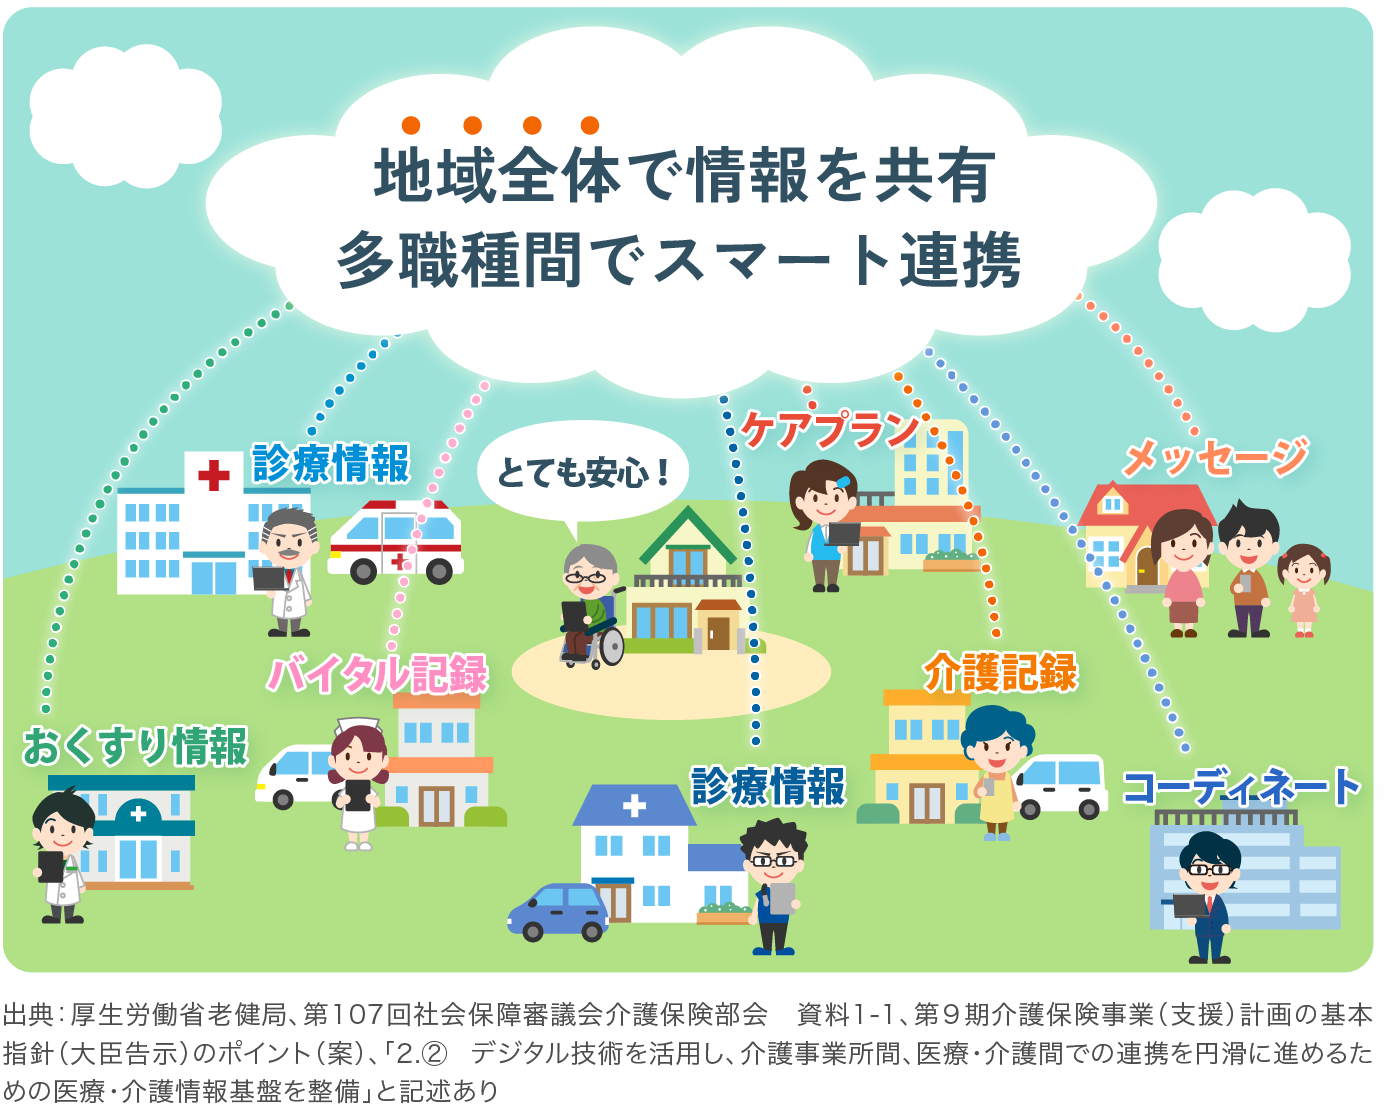 地域全体で情報を共有
多職種間でスマート連携
ケアプラン
メッセージ
診療情報
とても安心！
バイタル記録
介護記録
おくすり情報
診療情報
コーディネート
出典：厚生労働省老健局、第107回社会保障審議会介護保険部会　資料1-1、第９期介護保険事業（支援）計画の基本
指針（大臣告示）のポイント（案）、「2.②　デジタル技術を活用し、介護事業所間、医療・介護間での連携を円滑に進めるた
めの医療・介護情報基盤を整備」と記述あり